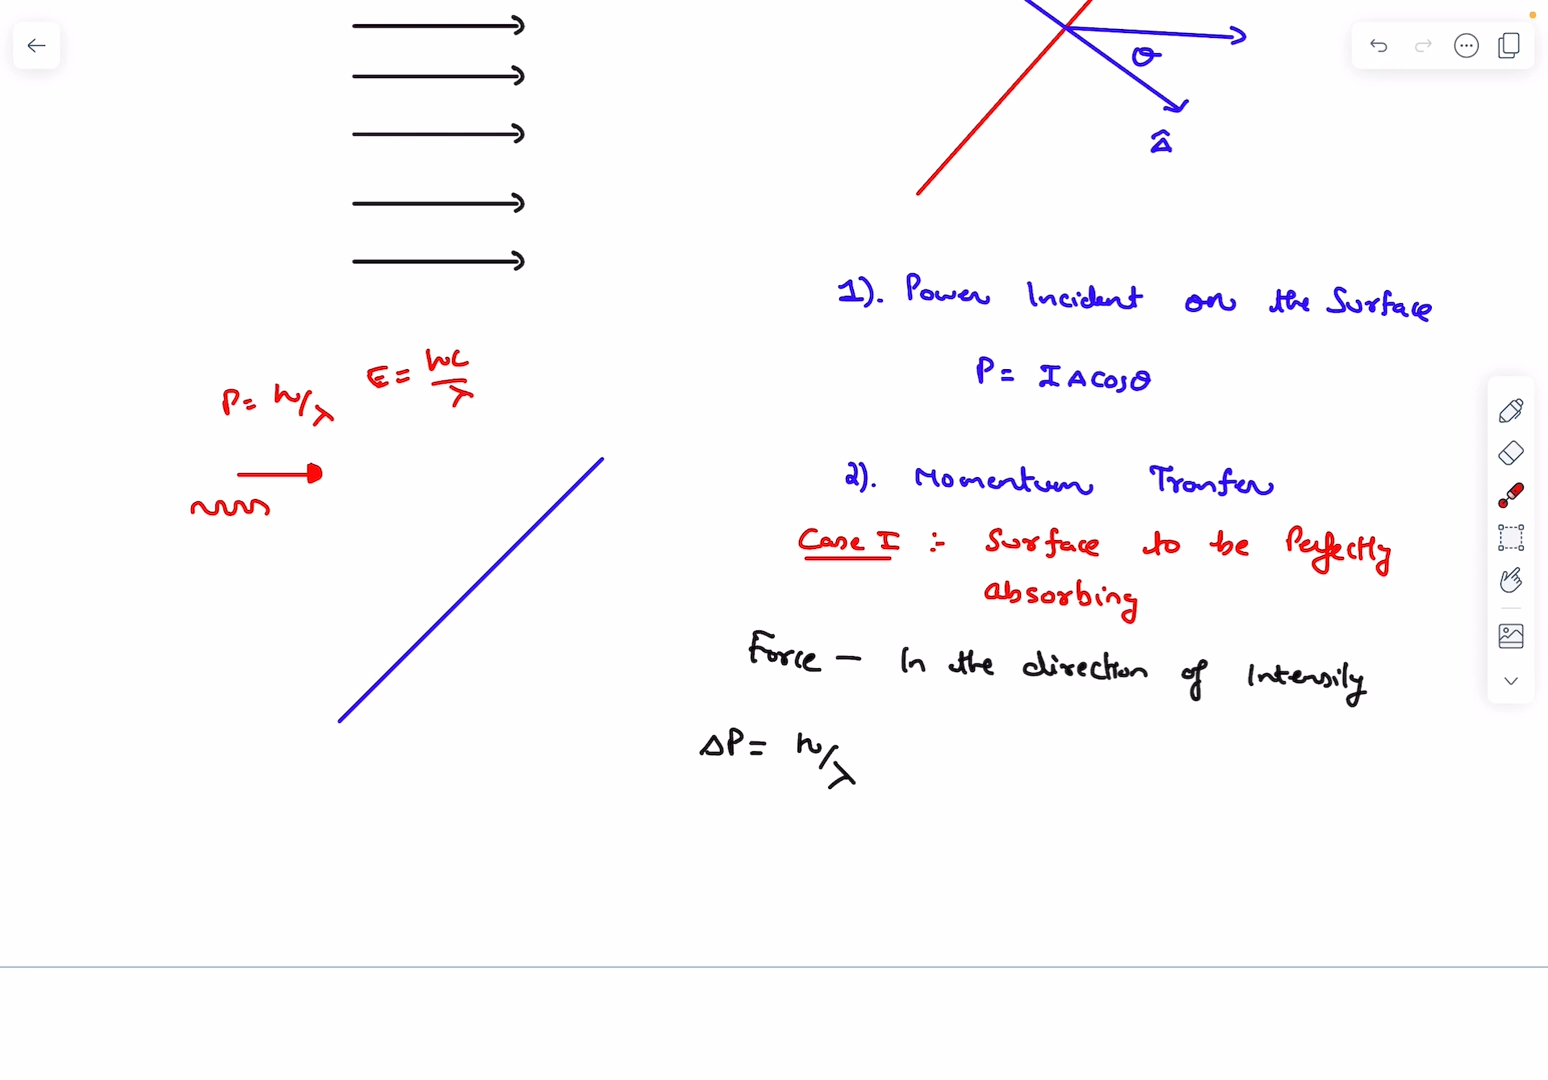 θ
Â
1). Power Incident on the Surface
P = I A cosθ
E = hc/λ
P = h/λ
2). Momentum Tranfer
Case I :- Surface to be Perfectly
absorbing
Force — In the direction of Intensity
ΔP = h/λ